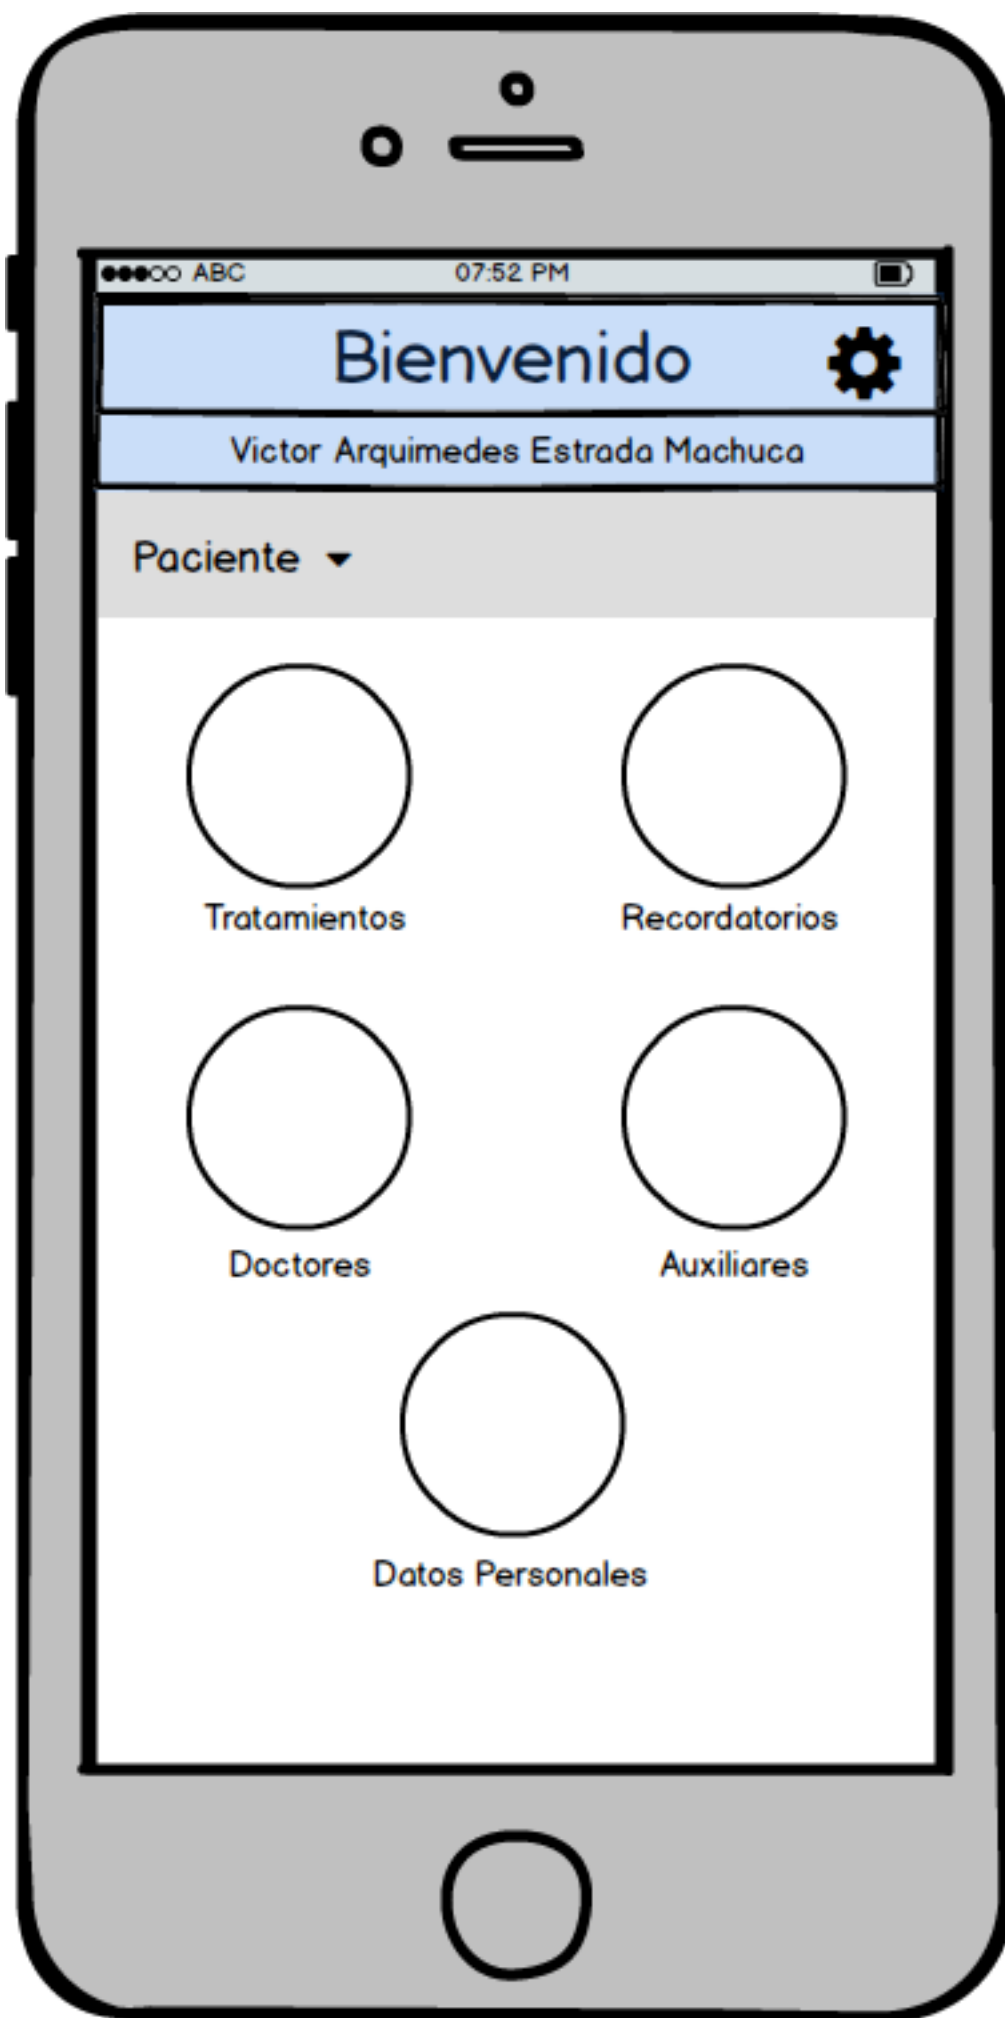 ABC 07:52 PM
Bienvenido
Victor Arquimedes Estrada Machuca
Paciente
Tratamientos Recordatorios
Doctores Auxiliares
Datos Personales